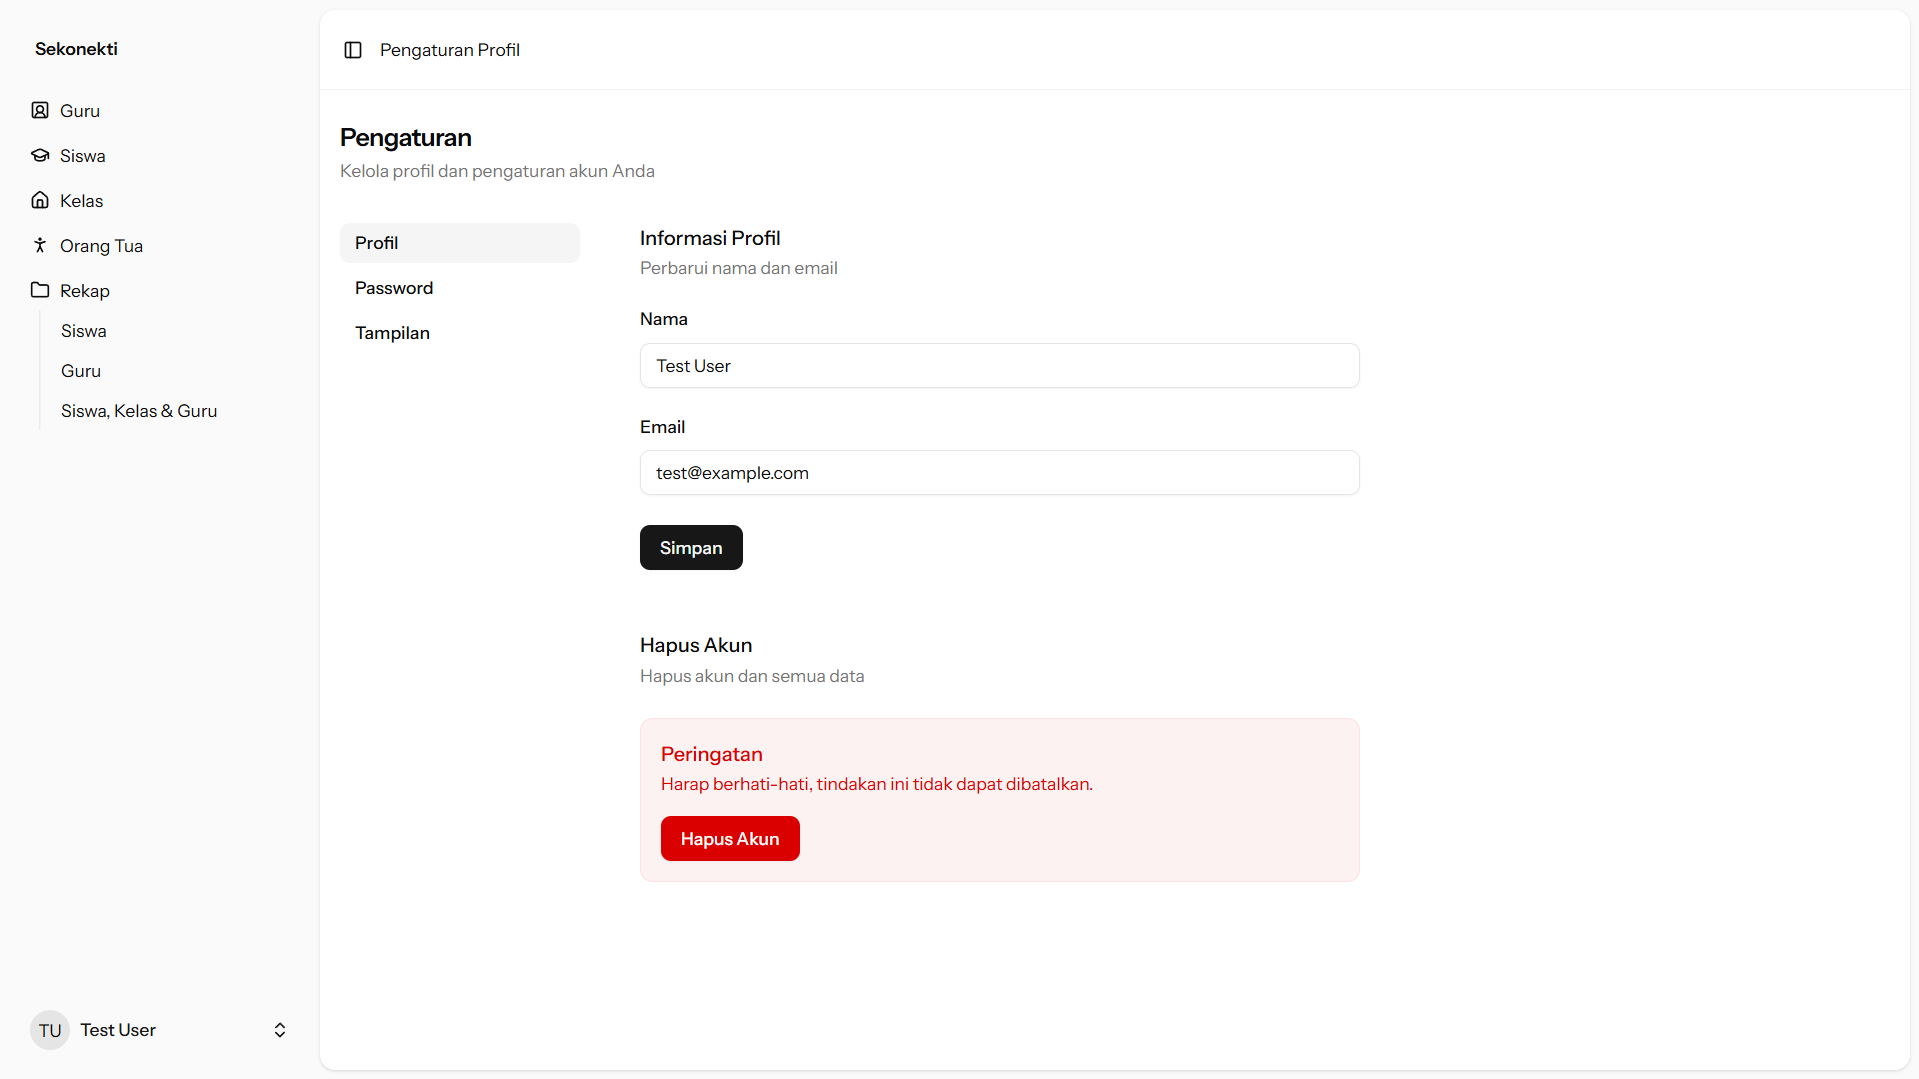 Sekonekti
Guru
Siswa
Kelas
Orang Tua
Rekap
Siswa
Guru
Siswa, Kelas & Guru
TU
Test User
Pengaturan Profil
Pengaturan
Kelola profil dan pengaturan akun Anda
Profil
Password
Tampilan
Informasi Profil
Perbarui nama dan email
Nama
Test User
Email
test@example.com
Simpan
Hapus Akun
Hapus akun dan semua data
Peringatan
Harap berhati-hati, tindakan ini tidak dapat dibatalkan.
Hapus Akun